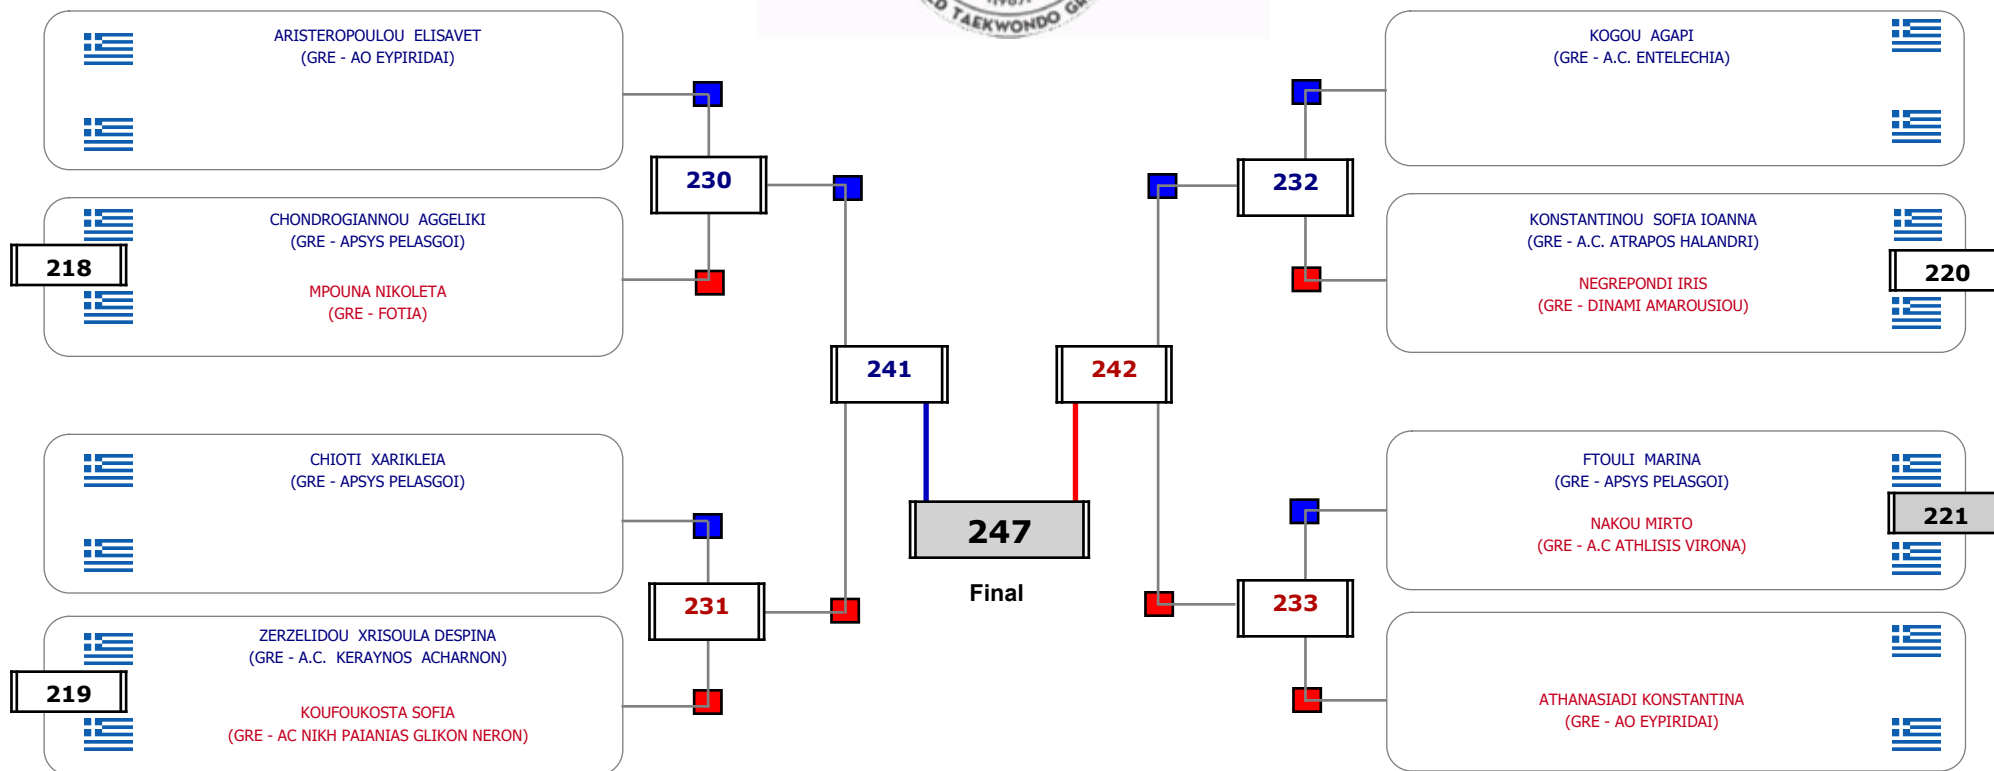 TAEKWONDO
ARISTEROPOULOU ELISAVET
(GRE - AO EYPIRIDAI)
230
CHONDROGIANNOU AGGELIKI
(GRE - APSYS PELASGOI)
218
MPOUNA NIKOLETA
(GRE - FOTIA)
241
CHIOTI XARIKLEIA
(GRE - APSYS PELASGOI)
231
ZERZELIDOU XRISOULA DESPINA
(GRE - A.C. KERAYNOS ACHARNON)
219
KOUFOUKOSTA SOFIA
(GRE - AC NIKH PAIANIAS GLIKON NERON)
247
Final
KOGOU AGAPI
(GRE - A.C. ENTELECHIA)
232
KONSTANTINOU SOFIA IOANNA
(GRE - A.C. ATRAPOS HALANDRI)
220
NEGREPONDI IRIS
(GRE - DINAMI AMAROUSIOU)
242
FTOULI MARINA
(GRE - APSYS PELASGOI)
221
NAKOU MIRTO
(GRE - A.C ATHLISIS VIRONA)
233
ATHANASIADI KONSTANTINA
(GRE - AO EYPIRIDAI)